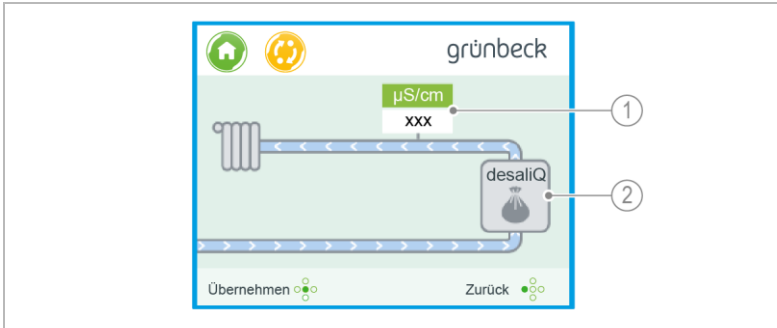 grünbeck
µS/cm
xxx
1
desaliQ
2
Übernehmen
Zurück